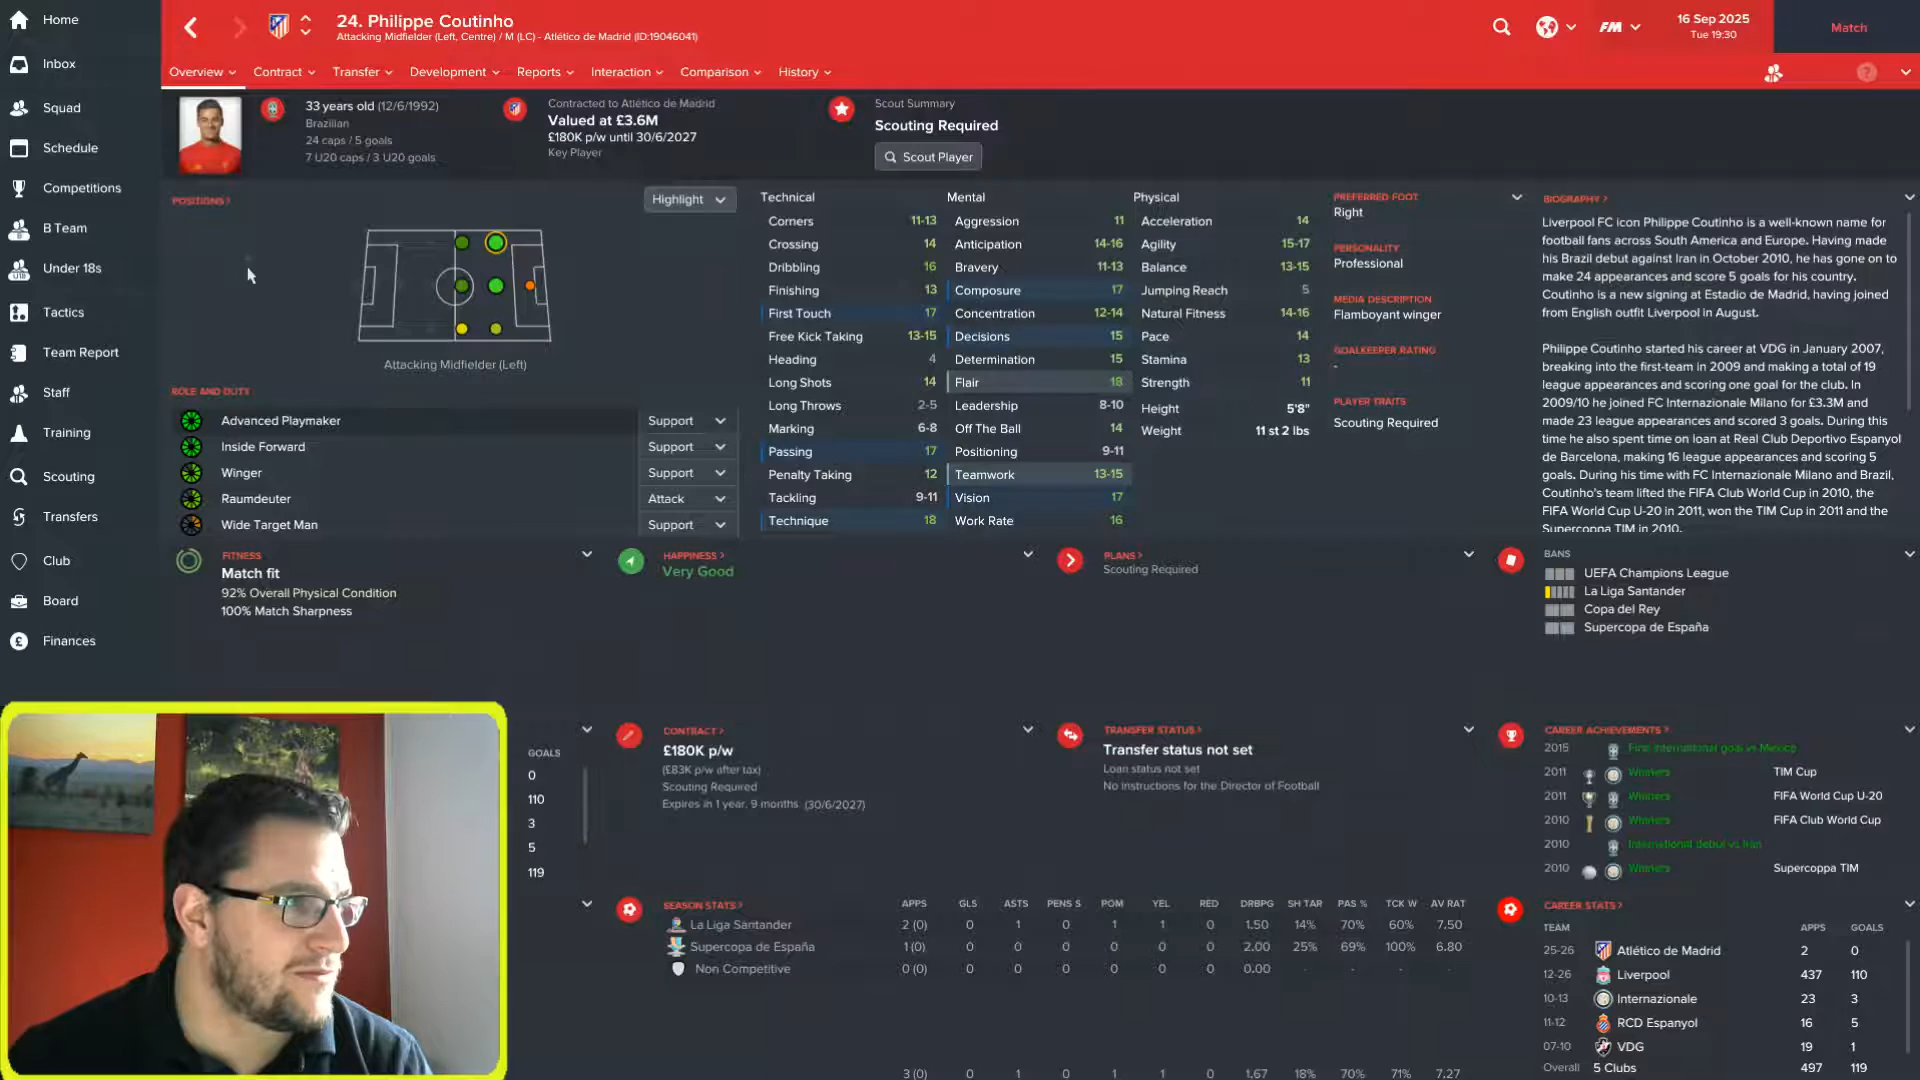 Home
Inbox
Squad
Schedule
Competitions
B Team
Under 18s
Tactics
Team Report
Staff
Training
Scouting
Transfers
Club
Board
Finances
24. Philippe Coutinho
Attacking Midfielder (Left, Centre) / M (LC) - Atlético de Madrid (ID:19046041)
FM
16 Sep 2025
Tue 19:30
Match
Overview Contract Transfer Development Reports Interaction Comparison History
33 years old (12/6/1992)
Brazilian
24 caps / 5 goals
7 U20 caps / 3 U20 goals
Contracted to Atlético de Madrid
Valued at £3.6M
£180K p/w until 30/6/2027
Key Player
Scout Summary
Scouting Required
Scout Player
POSITIONS >
Highlight
Attacking Midfielder (Left)
ROLE AND DUTY
Advanced Playmaker Support
Inside Forward Support
Winger Support
Raumdeuter Attack
Wide Target Man Support
Technical
Corners 11-13
Crossing 14
Dribbling 16
Finishing 13
First Touch 17
Free Kick Taking 13-15
Heading 4
Long Shots 14
Long Throws 2-5
Marking 6-8
Passing 17
Penalty Taking 12
Tackling 9-11
Technique 18
Mental
Aggression 11
Anticipation 14-16
Bravery 11-13
Composure 17
Concentration 12-14
Decisions 15
Determination 15
Flair 18
Leadership 8-10
Off The Ball 14
Positioning 9-11
Teamwork 13-15
Vision 17
Work Rate 16
Physical
Acceleration 14
Agility 15-17
Balance 13-15
Jumping Reach 5
Natural Fitness 14-16
Pace 14
Stamina 13
Strength 11
Height 5'8"
Weight 11 st 2 lbs
PREFERRED FOOT
Right
PERSONALITY
Professional
MEDIA DESCRIPTION
Flamboyant winger
GOALKEEPER RATING
-
PLAYER TRAITS
Scouting Required
BIOGRAPHY >
Liverpool FC icon Philippe Coutinho is a well-known name for
football fans across South America and Europe. Having made
his Brazil debut against Iran in October 2010, he has gone on to
make 24 appearances and score 5 goals for his country.
Coutinho is a new signing at Estadio de Madrid, having joined
from English outfit Liverpool in August.
Philippe Coutinho started his career at VDG in January 2007,
breaking into the first-team in 2009 and making a total of 19
league appearances and scoring one goal for the club. In
2009/10 he joined FC Internazionale Milano for £3.3M and
made 23 league appearances and scored 3 goals. During this
time he also spent time on loan at Real Club Deportivo Espanyol
de Barcelona, making 16 league appearances and scoring 5
goals. During his time with FC Internazionale Milano and Brazil,
Coutinho's team lifted the FIFA Club World Cup in 2010, the
FIFA World Cup U-20 in 2011, won the TIM Cup in 2011 and the
Supercoppa TIM in 2010.
FITNESS
Match fit
92% Overall Physical Condition
100% Match Sharpness
HAPPINESS >
Very Good
PLANS >
Scouting Required
BANS
UEFA Champions League
La Liga Santander
Copa del Rey
Supercopa de España
GOALS
0
110
3
5
119
CONTRACT >
£180K p/w
(£83K p/w after tax)
Scouting Required
Expires in 1 year, 9 months (30/6/2027)
TRANSFER STATUS >
Transfer status not set
Loan status not set
No instructions for the Director of Football
CAREER ACHIEVEMENTS >
2015 First international goal vs Mexico
2011 Winners TIM Cup
2011 Winners FIFA World Cup U-20
2010 Winners FIFA Club World Cup
2010 International debut vs Iran
2010 Winners Supercoppa TIM
SEASON STATS > APPS GLS ASTS PENS S POM YEL RED DRBPG SH TAR PAS % TCK W AV RAT
La Liga Santander 2 (0) 0 1 0 1 1 0 1.50 14% 70% 60% 7.50
Supercopa de España 1 (0) 0 0 0 0 0 0 2.00 25% 69% 100% 6.80
Non Competitive 0 (0) 0 0 0 0 0 0 0.00 - - - -
3 (0) 0 1 0 1 1 0 1.67 18% 70% 71% 7.27
CAREER STATS >
TEAM APPS GOALS
25-26 Atlético de Madrid 2 0
12-26 Liverpool 437 110
10-13 Internazionale 23 3
11-12 RCD Espanyol 16 5
07-10 VDG 19 1
Overall 5 Clubs 497 119